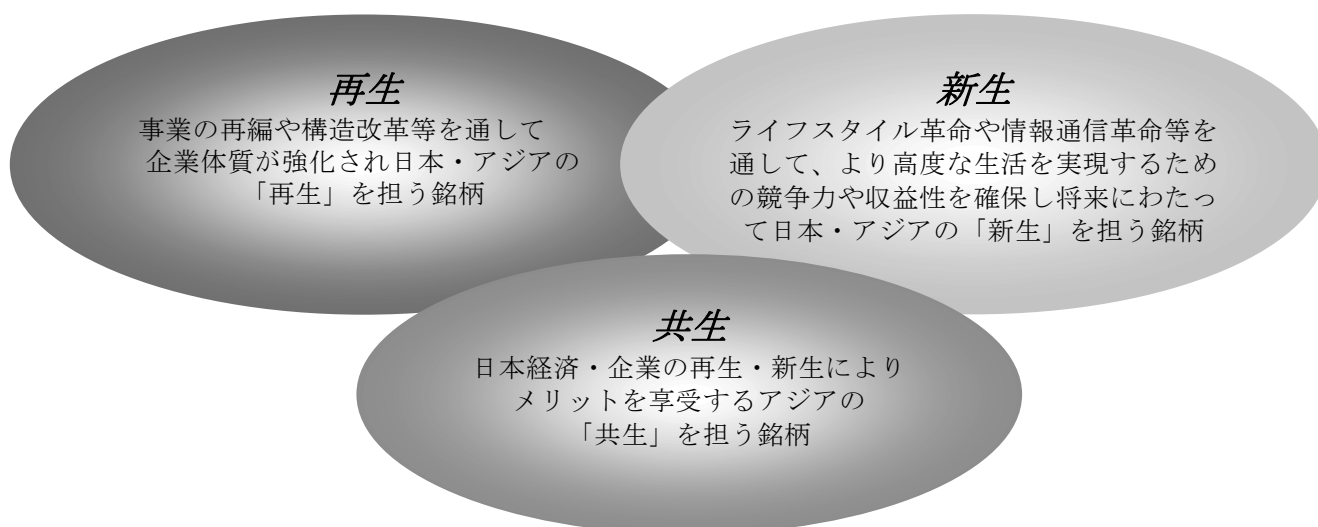 再生
事業の再編や構造改革等を通して
企業体質が強化され日本・アジアの
「再生」を担う銘柄
新生
ライフスタイル革命や情報通信革命等を
通して、より高度な生活を実現するため
の競争力や収益性を確保し将来にわたっ
て日本・アジアの「新生」を担う銘柄
共生
日本経済・企業の再生・新生により
メリットを享受するアジアの
「共生」を担う銘柄